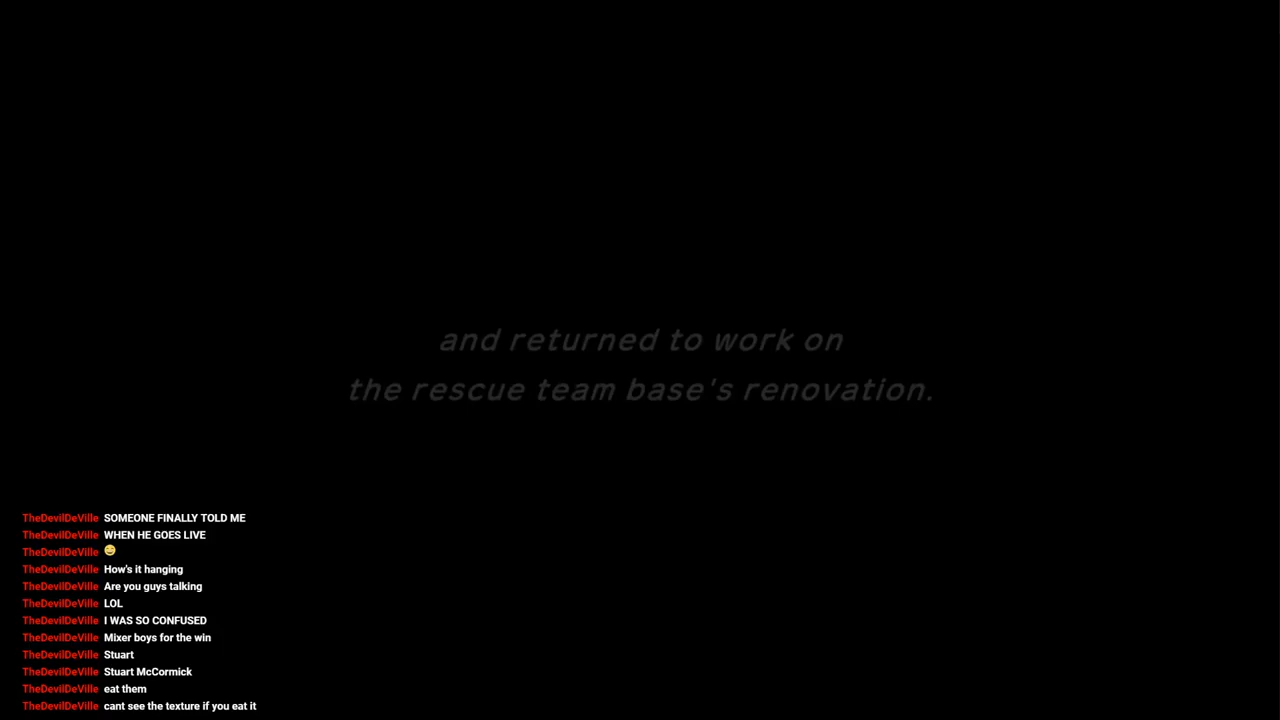 and returned to work on
the rescue team base's renovation.
TheDevilDeVille SOMEONE FINALLY TOLD ME
TheDevilDeVille WHEN HE GOES LIVE
TheDevilDeVille 😄
TheDevilDeVille How's it hanging
TheDevilDeVille Are you guys talking
TheDevilDeVille LOL
TheDevilDeVille I WAS SO CONFUSED
TheDevilDeVille Mixer boys for the win
TheDevilDeVille Stuart
TheDevilDeVille Stuart McCormick
TheDevilDeVille eat them
TheDevilDeVille cant see the texture if you eat it